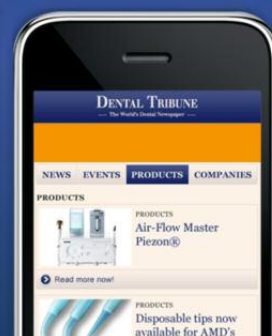 DENTAL TRIBUNE
The World's Dental Newspaper
NEWS EVENTS PRODUCTS COMPANIES
PRODUCTS
PRODUCTS
Air-Flow Master
Piezon®
Read more now!
PRODUCTS
Disposable tips now
available for AMD's